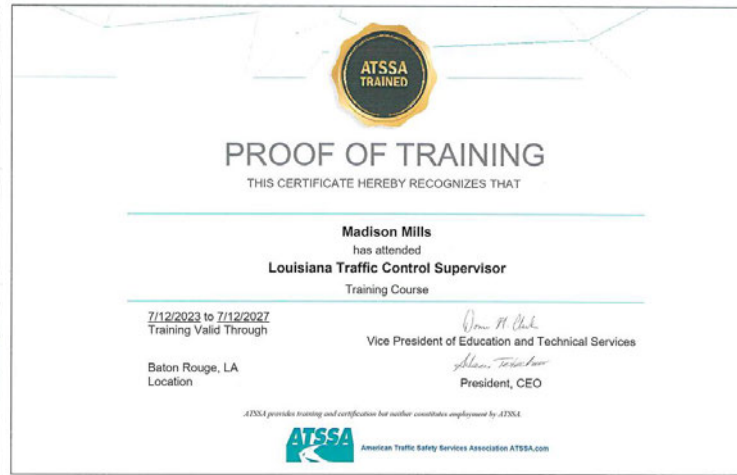 ATSSA
TRAINED
PROOF OF TRAINING
THIS CERTIFICATE HEREBY RECOGNIZES THAT
Madison Mills
has attended
Louisiana Traffic Control Supervisor
Training Course
7/12/2023 to 7/12/2027
Training Valid Through
Vice President of Education and Technical Services
Baton Rouge, LA
Location
President, CEO
ATSSA provides training and certification but neither constitutes employment by ATSSA.
ATSSA
American Traffic Safety Services Association ATSSA.com